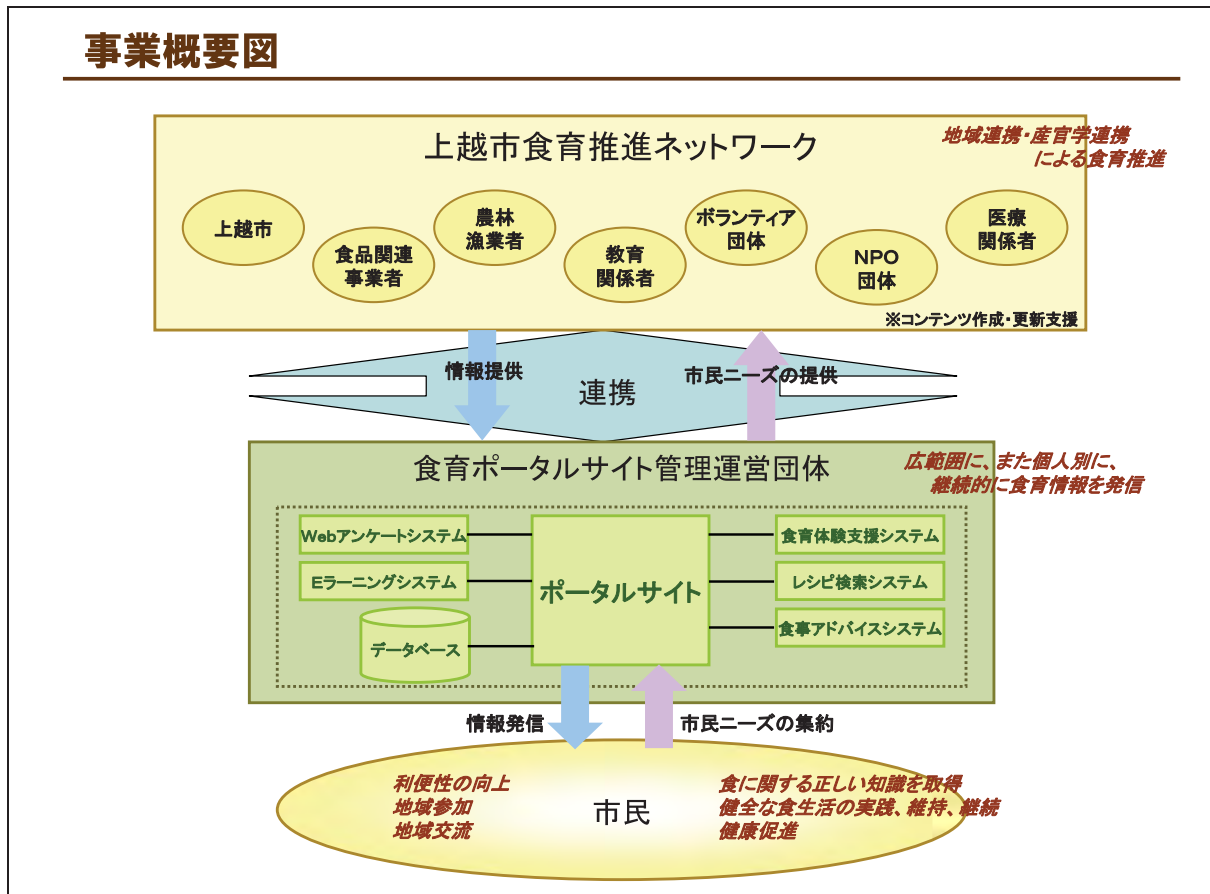 事業概要図
上越市食育推進ネットワーク
地域連携・産官学連携
による食育推進
上越市
食品関連
事業者
農林
漁業者
教育
関係者
ボランティア
団体
NPO
団体
医療
関係者
※コンテンツ作成・更新支援
情報提供
連携
市民ニーズの提供
食育ポータルサイト管理運営団体
広範囲に、また個人別に、
継続的に食育情報を発信
Webアンケートシステム
Eラーニングシステム
データベース
ポータルサイト
食育体験支援システム
レシピ検索システム
食事アドバイスシステム
情報発信
市民ニーズの集約
利便性の向上
地域参加
地域交流
市民
食に関する正しい知識を取得
健全な食生活の実践、維持、継続
健康促進